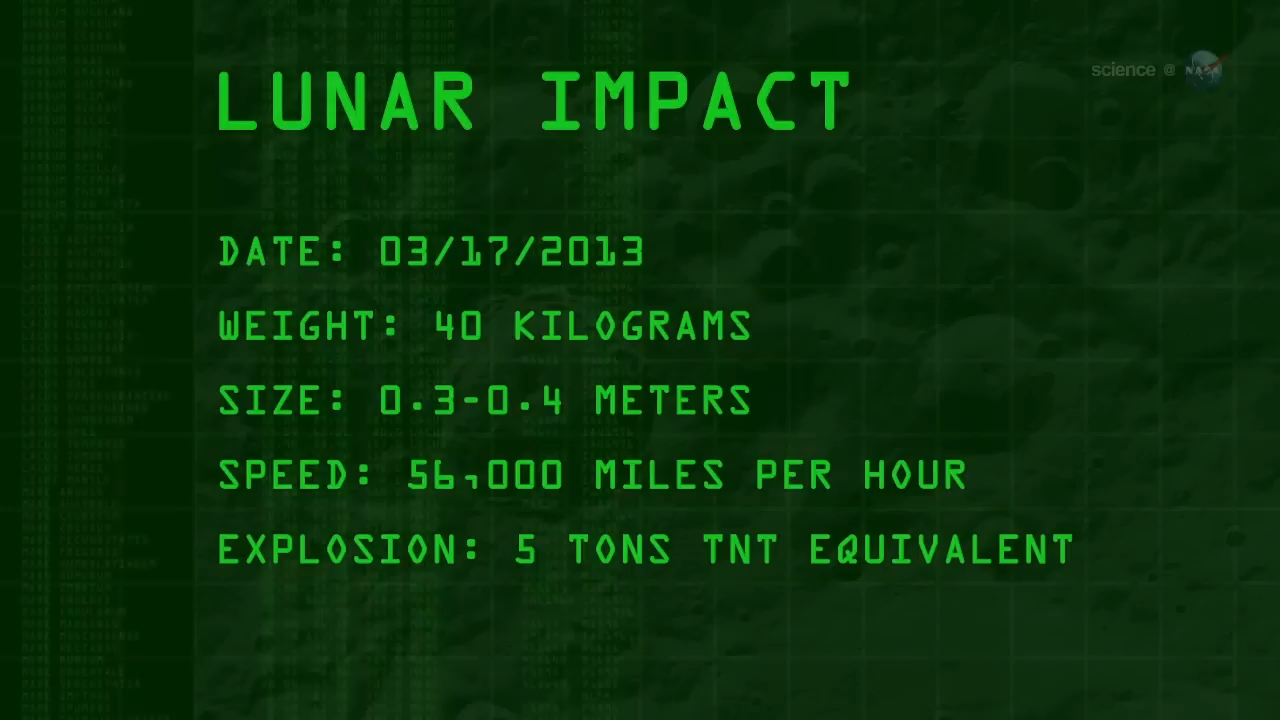 science @ NASA
LUNAR IMPACT
DATE: 03/17/2013
WEIGHT: 40 KILOGRAMS
SIZE: 0.3-0.4 METERS
SPEED: 56,000 MILES PER HOUR
EXPLOSION: 5 TONS TNT EQUIVALENT